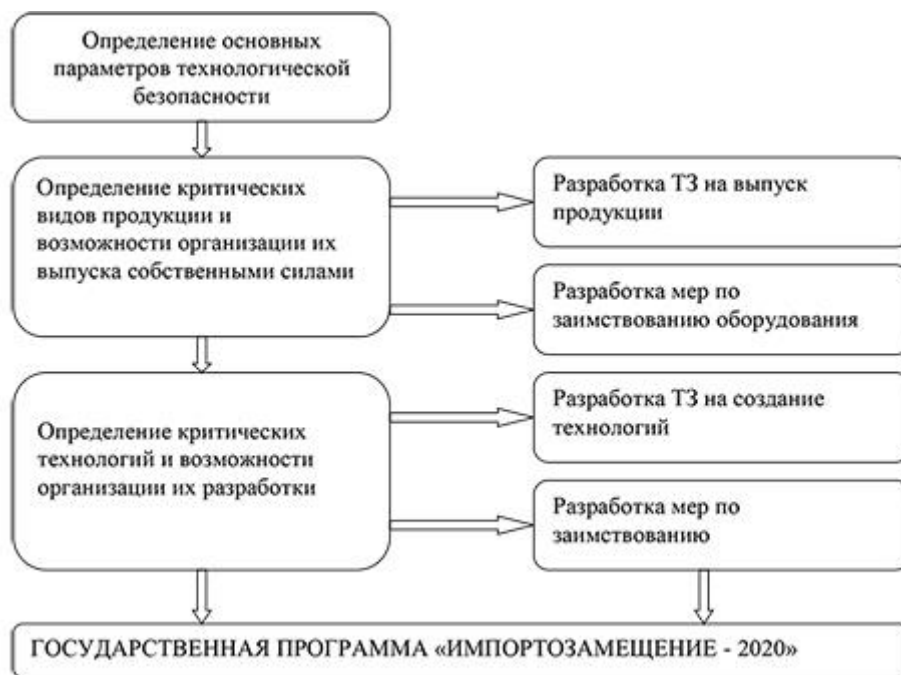 Определение основных
параметров технологической
безопасности
Определение критических
видов продукции и
возможности организации их
выпуска собственными силами
Разработка ТЗ на выпуск
продукции
Разработка мер по
заимствованию оборудования
Определение критических
технологий и возможности
организации их разработки
Разработка ТЗ на создание
технологий
Разработка мер по
заимствованию
ГОСУДАРСТВЕННАЯ ПРОГРАММА «ИМПОРТОЗАМЕЩЕНИЕ - 2020»